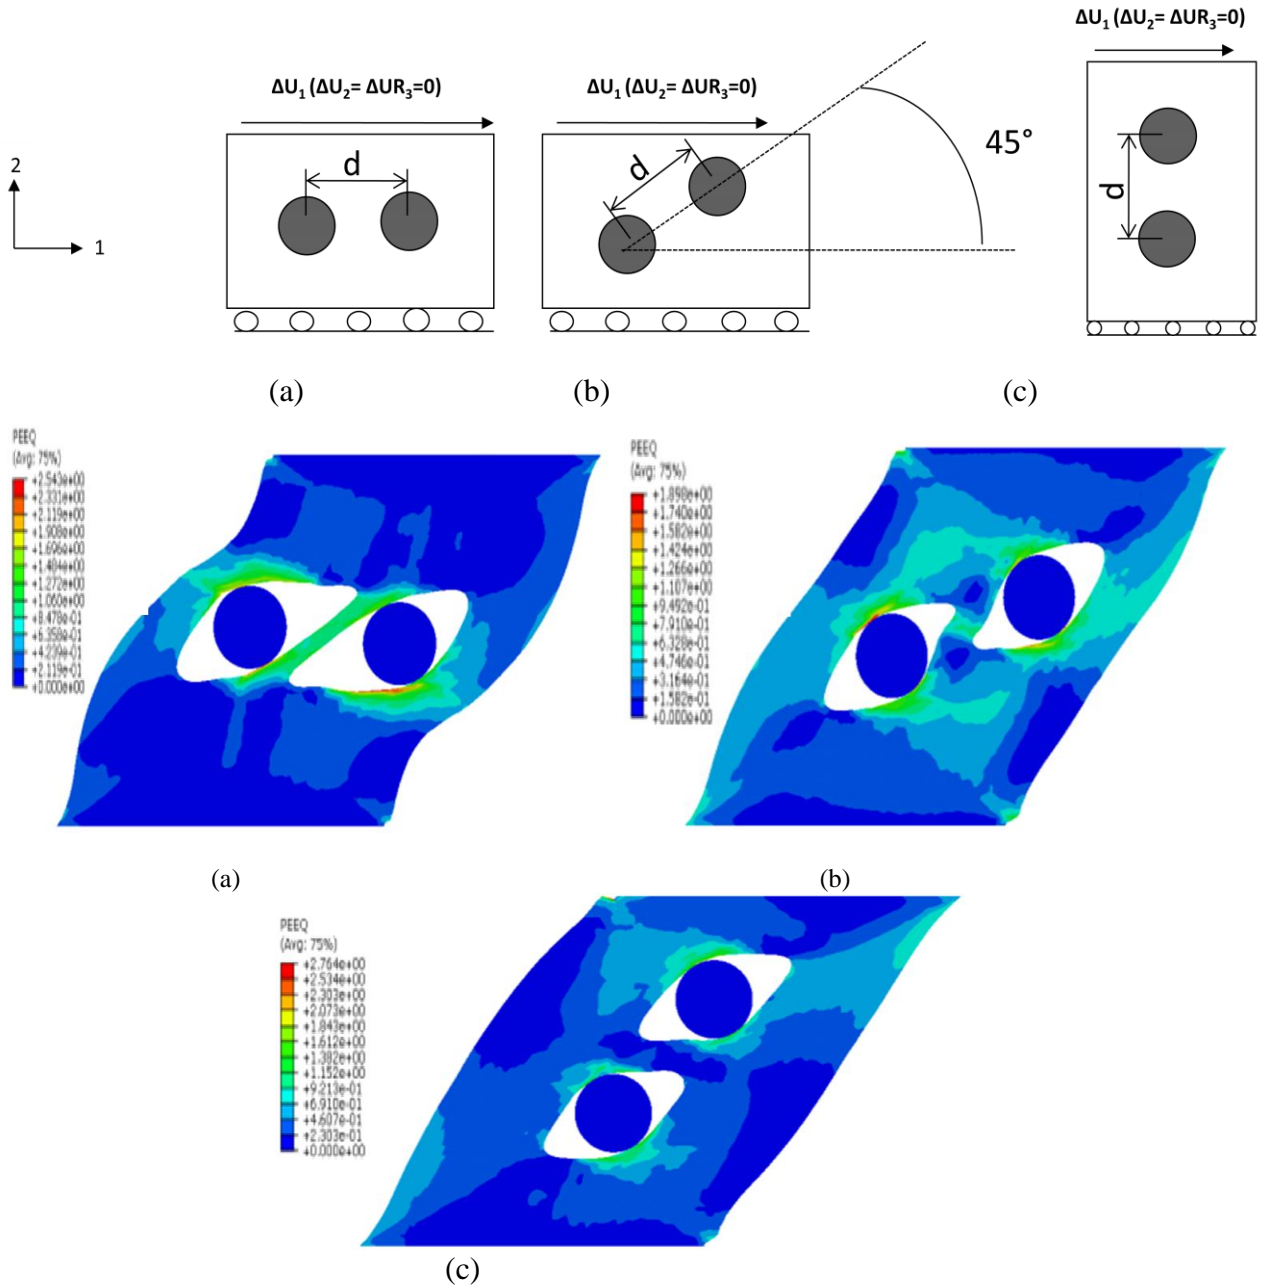 ΔU₁ (ΔU₂= ΔUR₃=0)
ΔU₁ (ΔU₂= ΔUR₃=0)
ΔU₁ (ΔU₂= ΔUR₃=0)
2
1
d
d
45°
d
(a)
(b)
(c)
PEEQ
(Avg: 75%)
+2.543e+00
+2.331e+00
+2.119e+00
+1.908e+00
+1.696e+00
+1.484e+00
+1.272e+00
+1.060e+00
+8.478e-01
+6.358e-01
+4.239e-01
+2.119e-01
+0.000e+00
PEEQ
(Avg: 75%)
+1.898e+00
+1.740e+00
+1.582e+00
+1.424e+00
+1.266e+00
+1.107e+00
+9.492e-01
+7.910e-01
+6.328e-01
+4.746e-01
+3.164e-01
+1.582e-01
+0.000e+00
(a)
(b)
PEEQ
(Avg: 75%)
+2.764e+00
+2.534e+00
+2.303e+00
+2.073e+00
+1.843e+00
+1.612e+00
+1.382e+00
+1.152e+00
+9.213e-01
+6.910e-01
+4.607e-01
+2.303e-01
+0.000e+00
(c)